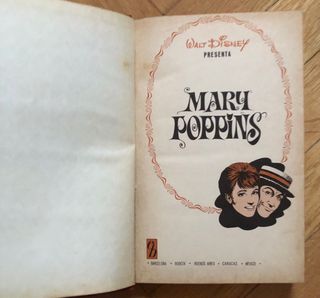 WALT DISNEY
PRESENTA
MARY
POPPINS
• BARCELONA • BOGOTA • BUENOS AIRES • CARACAS • MEXICO •